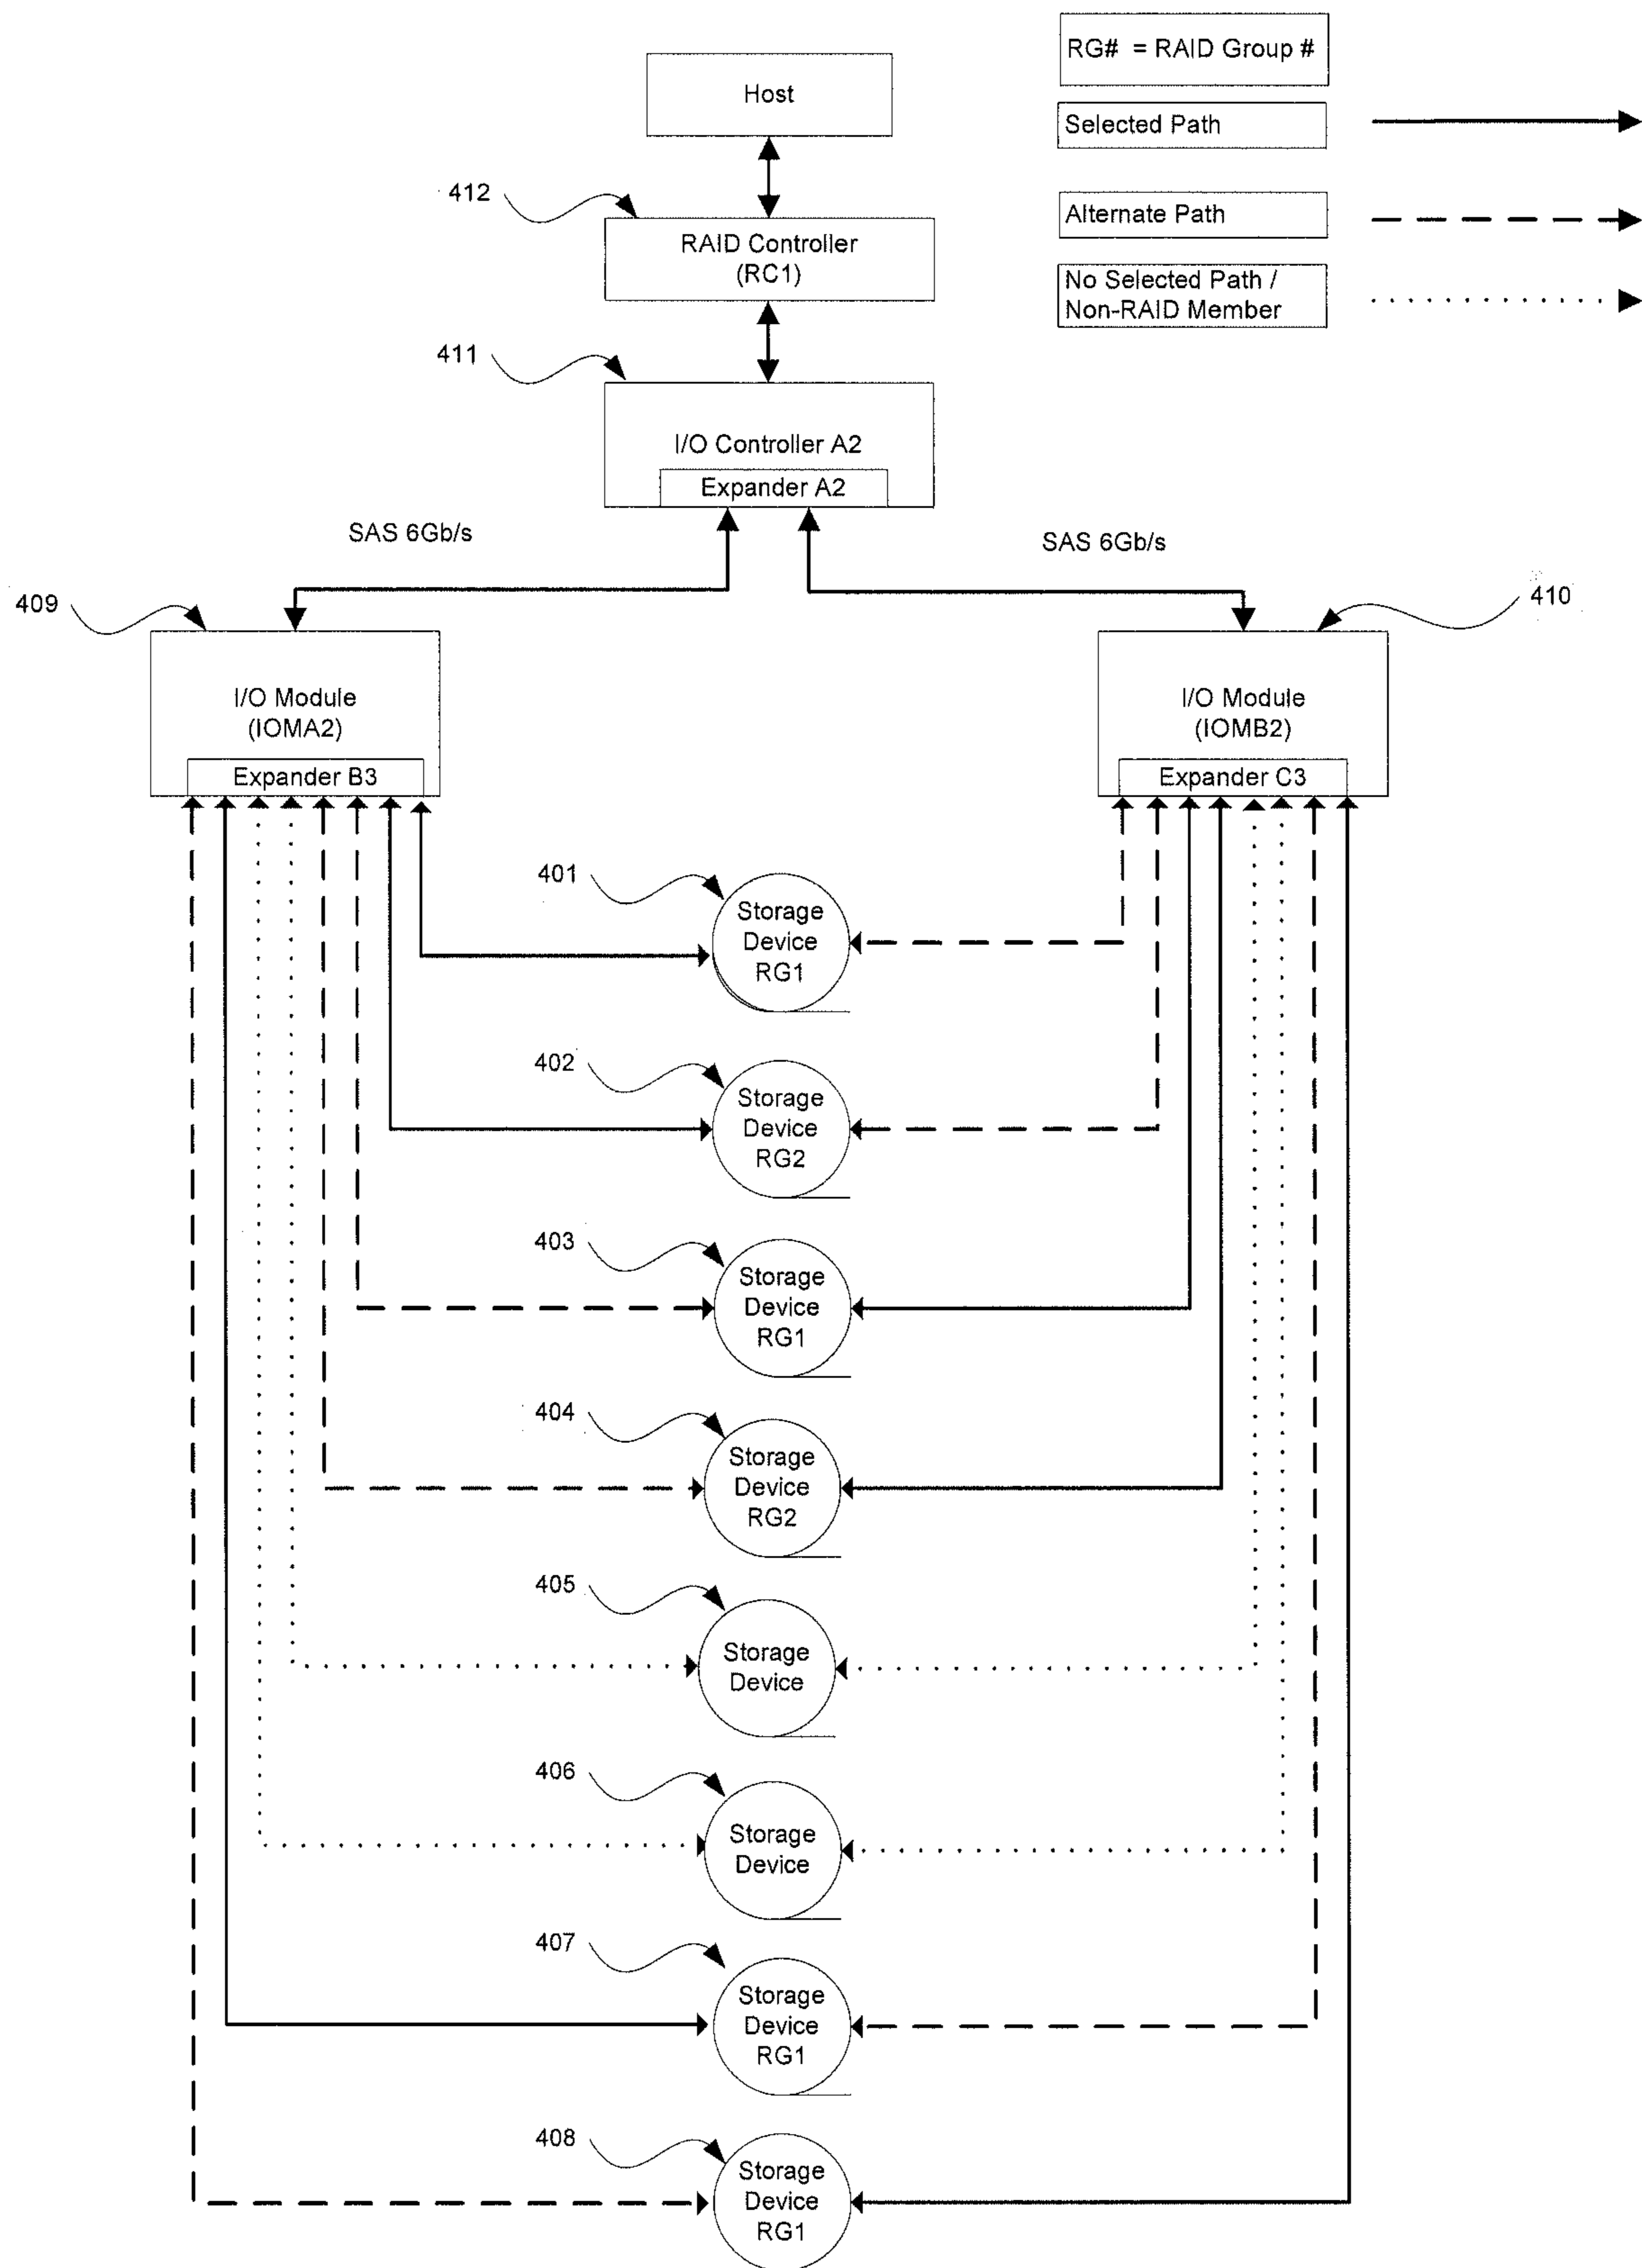 RG# = RAID Group #
Host
Selected Path
412
Alternate Path
RAID Controller
(RC1)
No Selected Path /
Non-RAID Member
411
I/O Controller A2
Expander A2
SAS 6Gb/s
SAS 6Gb/s
409
410
I/O Module
(IOMA2)
I/O Module
(IOMB2)
Expander B3
Expander C3
401
Storage
Device
RG1
402
Storage
Device
RG2
403
Storage
Device
RG1
404
Storage
Device
RG2
405
Storage
Device
406
Storage
Device
407
Storage
Device
RG1
408
Storage
Device
RG1